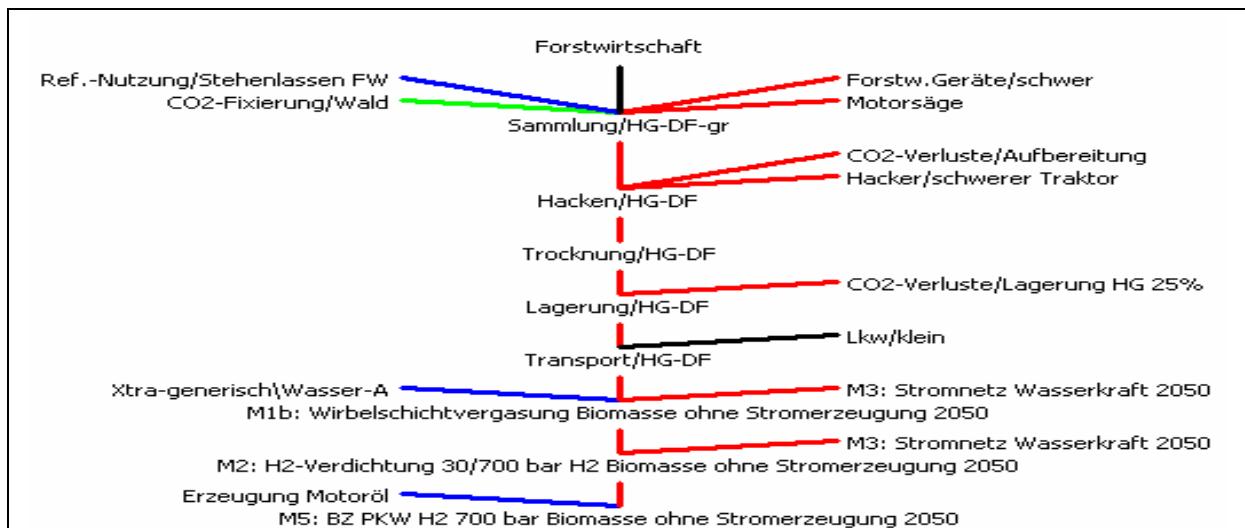 Forstwirtschaft
Ref.-Nutzung/Stehenlassen FW
Forstw.Geräte/schwer
CO2-Fixierung/Wald
Motorsäge
Sammlung/HG-DF-gr
CO2-Verluste/Aufbereitung
Hacker/schwerer Traktor
Hacken/HG-DF
Trocknung/HG-DF
CO2-Verluste/Lagerung HG 25%
Lagerung/HG-DF
Lkw/klein
Transport/HG-DF
Xtra-generisch\Wasser-A
M3: Stromnetz Wasserkraft 2050
M1b: Wirbelschichtvergasung Biomasse ohne Stromerzeugung 2050
M3: Stromnetz Wasserkraft 2050
M2: H2-Verdichtung 30/700 bar H2 Biomasse ohne Stromerzeugung 2050
Erzeugung Motoröl
M5: BZ PKW H2 700 bar Biomasse ohne Stromerzeugung 2050